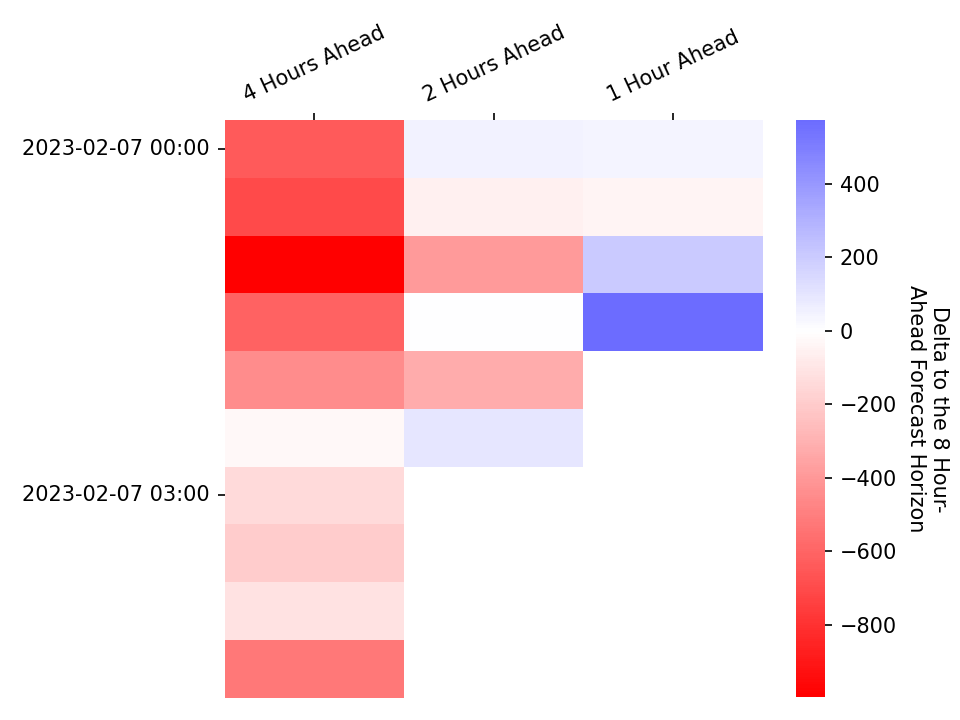 4 Hours Ahead
2 Hours Ahead
1 Hour Ahead
2023-02-07 00:00
2023-02-07 03:00
400
200
0
−200
−400
−600
−800
Delta to the 8 Hour-
Ahead Forecast Horizon